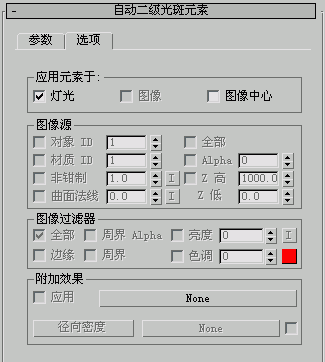 - 自动二级光斑元素
参数 选项
应用元素于:
灯光 图像 图像中心
图像源
对象 ID 1 全部
材质 ID 1 Alpha 0
非钳制 1.0 I Z 高 1000.0
曲面法线 0.0 I Z 低 0.0
图像过滤器
全部 周界 Alpha 亮度 0 I
边缘 周界 色调 0
附加效果
应用 None
径向密度 None